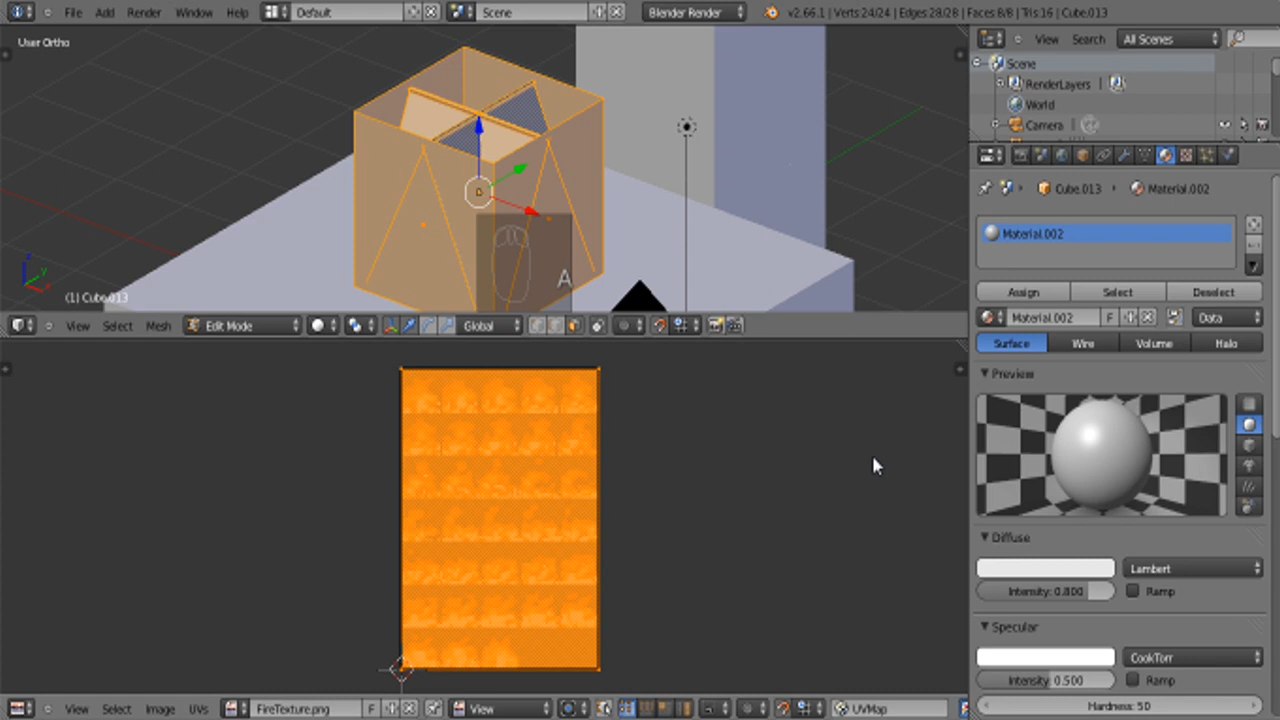 File Add Render Window Help Default Scene Blender Render v2.66.1 | Verts:24/24 | Edges:28/28 | Faces:8/8 | Tris:16 | Cube.013
User Ortho
View Search All Scenes
Scene
RenderLayers
World
Camera
Cube.013 Material.002
Material.002
A
(1) Cube.013
Assign Select Deselect
Material.002 F Data
View Select Mesh Edit Mode Global
Surface Wire Volume Halo
Preview
Diffuse
Lambert
Intensity: 0.800 Ramp
Specular
CookTorr
Intensity: 0.500 Ramp
Hardness: 50
View Select Image UVs FireTexture.png F View UVMap